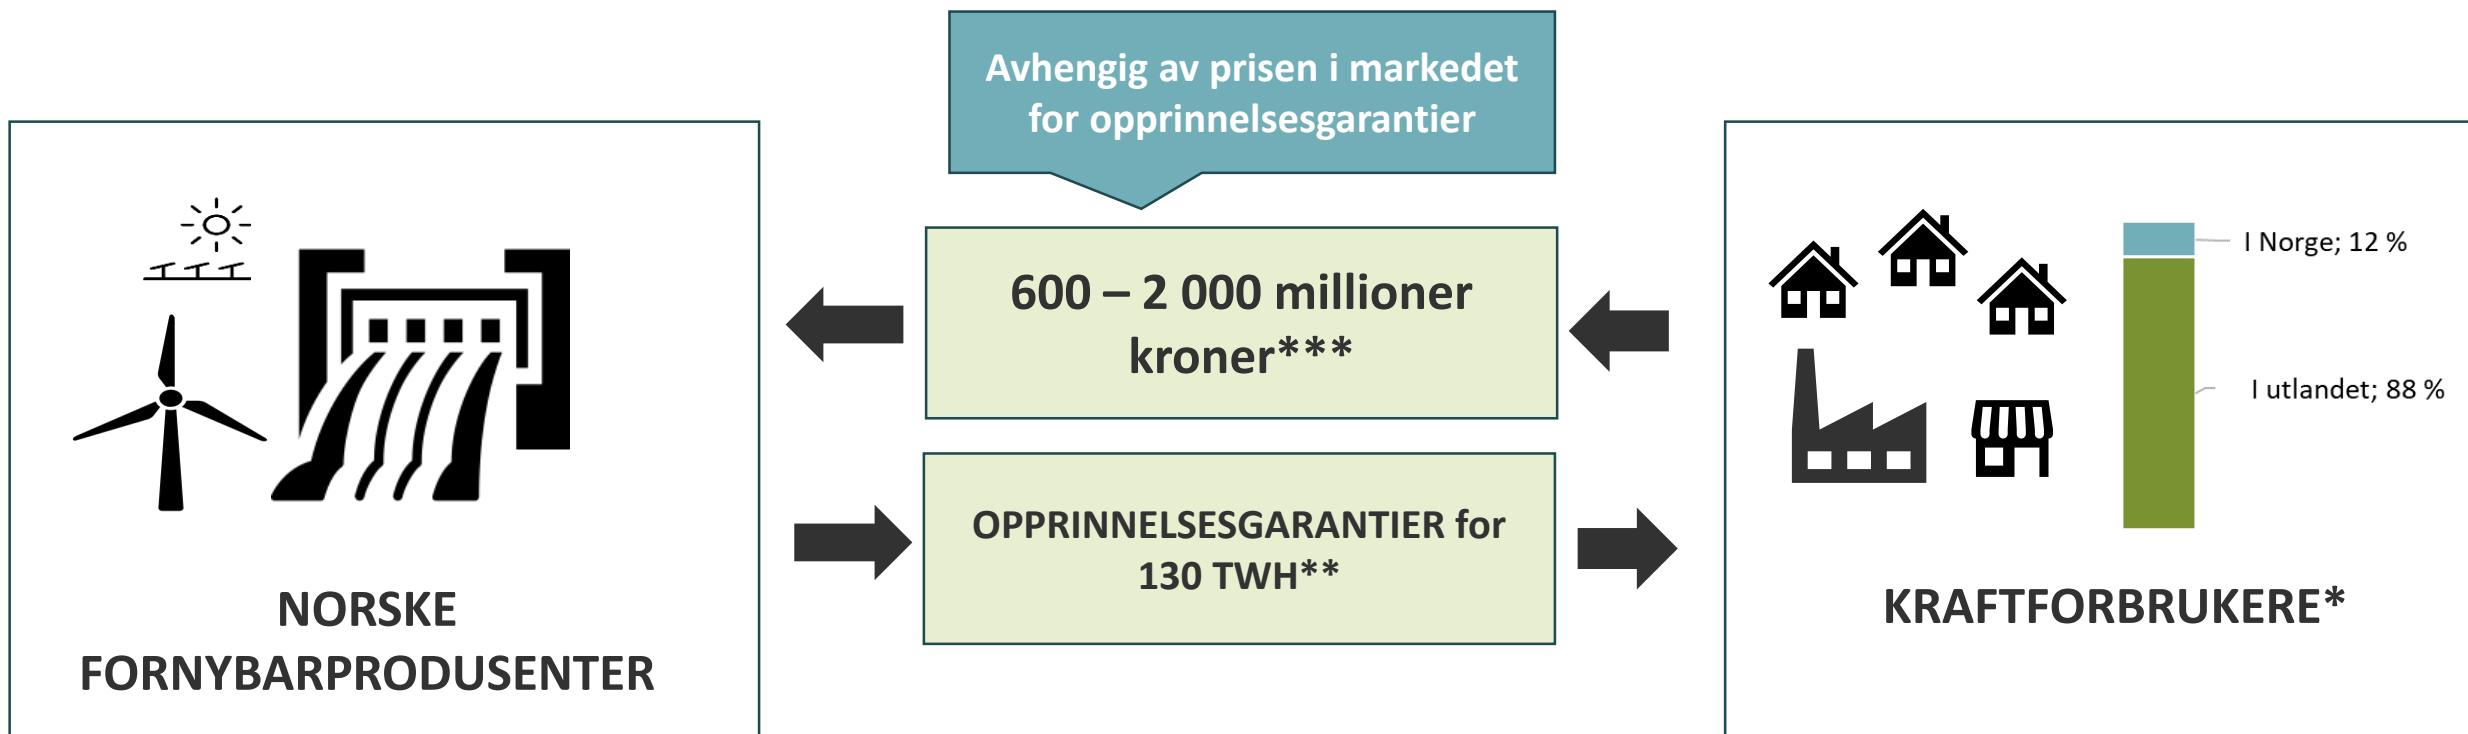 Avhengig av prisen i markedet
for opprinnelsesgarantier
600 – 2 000 millioner
kroner***
OPPRINNELSESGARANTIER for
130 TWH**
NORSKE
FORNYBARPRODUSENTER
I Norge; 12 %
I utlandet; 88 %
KRAFTFORBRUKERE*